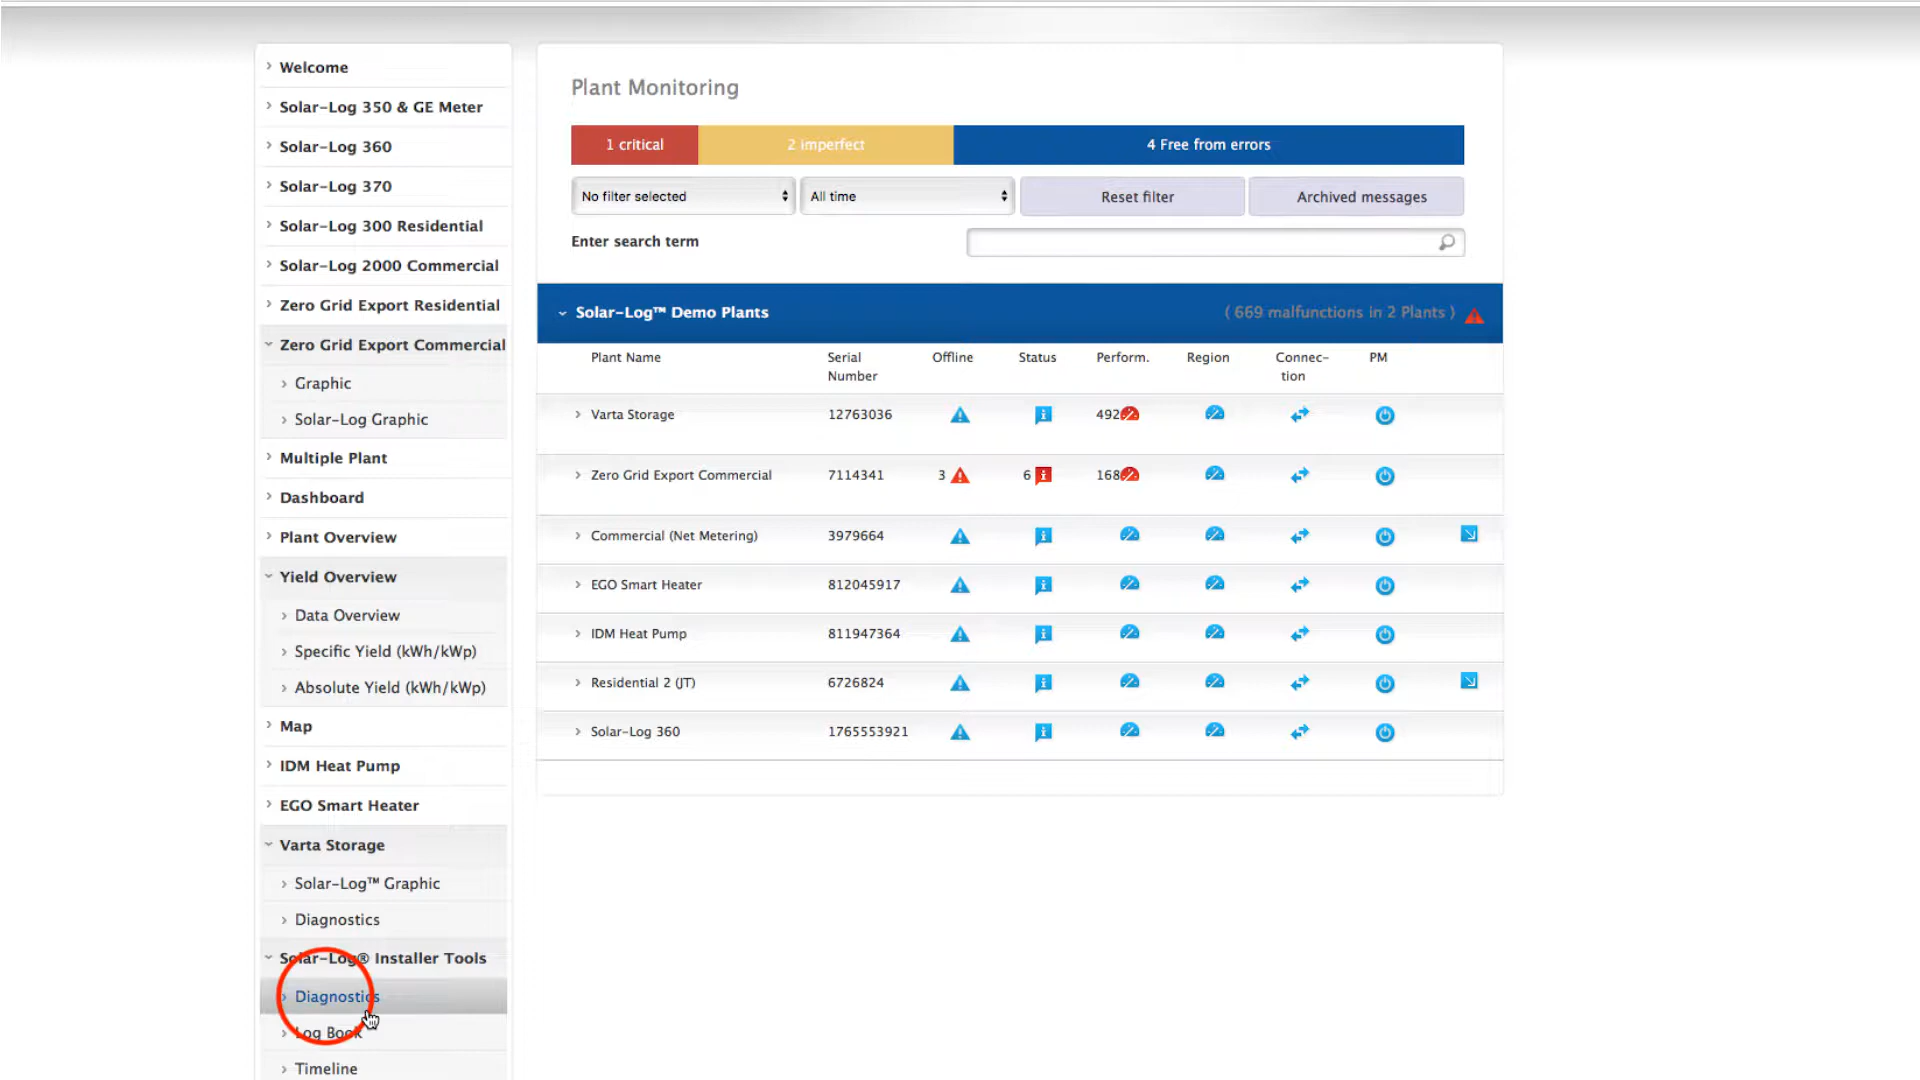 Welcome
Solar-Log 350 & GE Meter
Solar-Log 360
Solar-Log 370
Solar-Log 300 Residential
Solar-Log 2000 Commercial
Zero Grid Export Residential
Zero Grid Export Commercial
Graphic
Solar-Log Graphic
Multiple Plant
Dashboard
Plant Overview
Yield Overview
Data Overview
Specific Yield (kWh/kWp)
Absolute Yield (kWh/kWp)
Map
IDM Heat Pump
EGO Smart Heater
Varta Storage
Solar-Log™ Graphic
Diagnostics
Solar-Log® Installer Tools
Diagnostics
Log Book
Timeline
Plant Monitoring
1 critical 2 imperfect 4 Free from errors
No filter selected All time Reset filter Archived messages
Enter search term
Solar-Log™ Demo Plants ( 669 malfunctions in 2 Plants )
Plant Name Serial Number Offline Status Perform. Region Connec-tion PM
Varta Storage 12763036 492
Zero Grid Export Commercial 7114341 3 6 168
Commercial (Net Metering) 3979664
EGO Smart Heater 812045917
IDM Heat Pump 811947364
Residential 2 (JT) 6726824
Solar-Log 360 1765553921